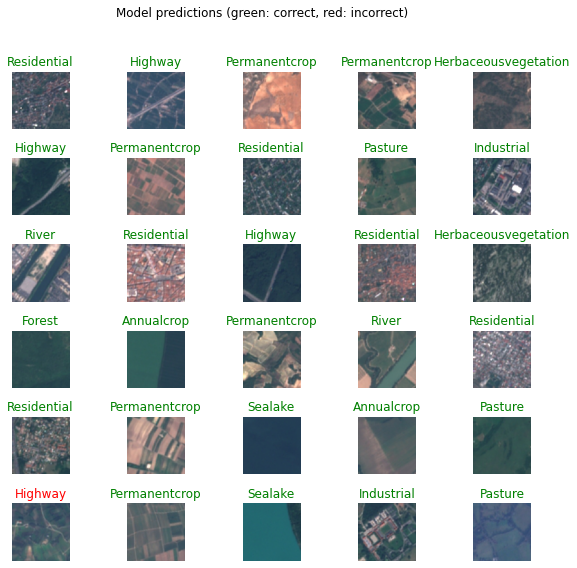 Model predictions (green: correct, red: incorrect)
Residential Highway Permanentcrop Permanentcrop Herbaceousvegetation
Highway Permanentcrop Residential Pasture Industrial
River Residential Highway Residential Herbaceousvegetation
Forest Annualcrop Permanentcrop River Residential
Residential Permanentcrop Sealake Annualcrop Pasture
Highway Permanentcrop Sealake Industrial Pasture